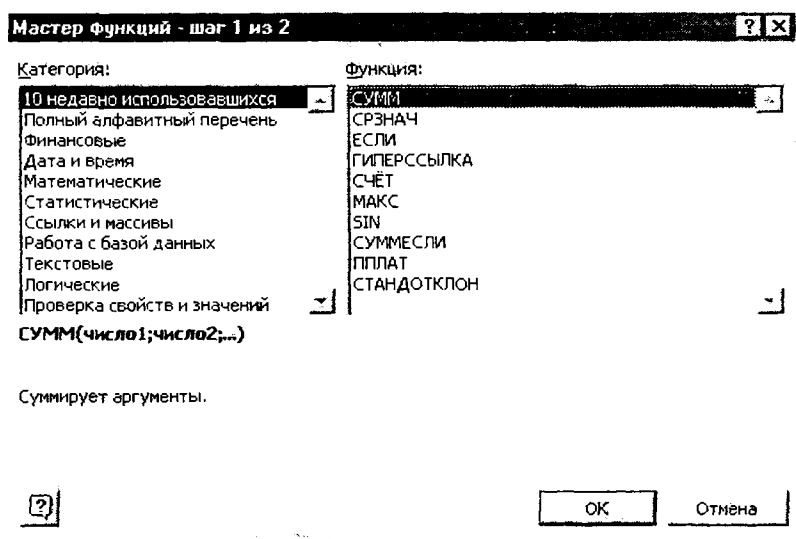 Мастер функций - шаг 1 из 2
Категория:
10 недавно использовавшихся
Полный алфавитный перечень
Финансовые
Дата и время
Математические
Статистические
Ссылки и массивы
Работа с базой данных
Текстовые
Логические
Проверка свойств и значений
Функция:
СУММ
СРЗНАЧ
ЕСЛИ
ГИПЕРССЫЛКА
СЧЁТ
МАКС
SIN
СУММЕСЛИ
ППЛАТ
СТАНДОТКЛОН
СУММ(число1;число2;...)
Суммирует аргументы.
ОК
Отмена